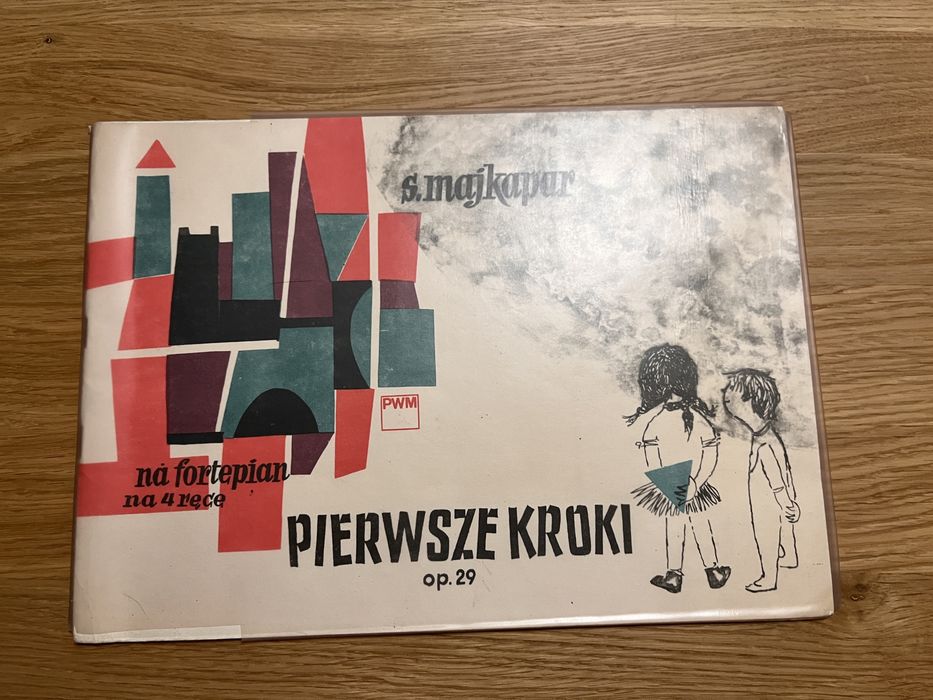 s. majkapar
PWM
na fortepian
na 4 ręce
PIERWSZE KROKI
op. 29